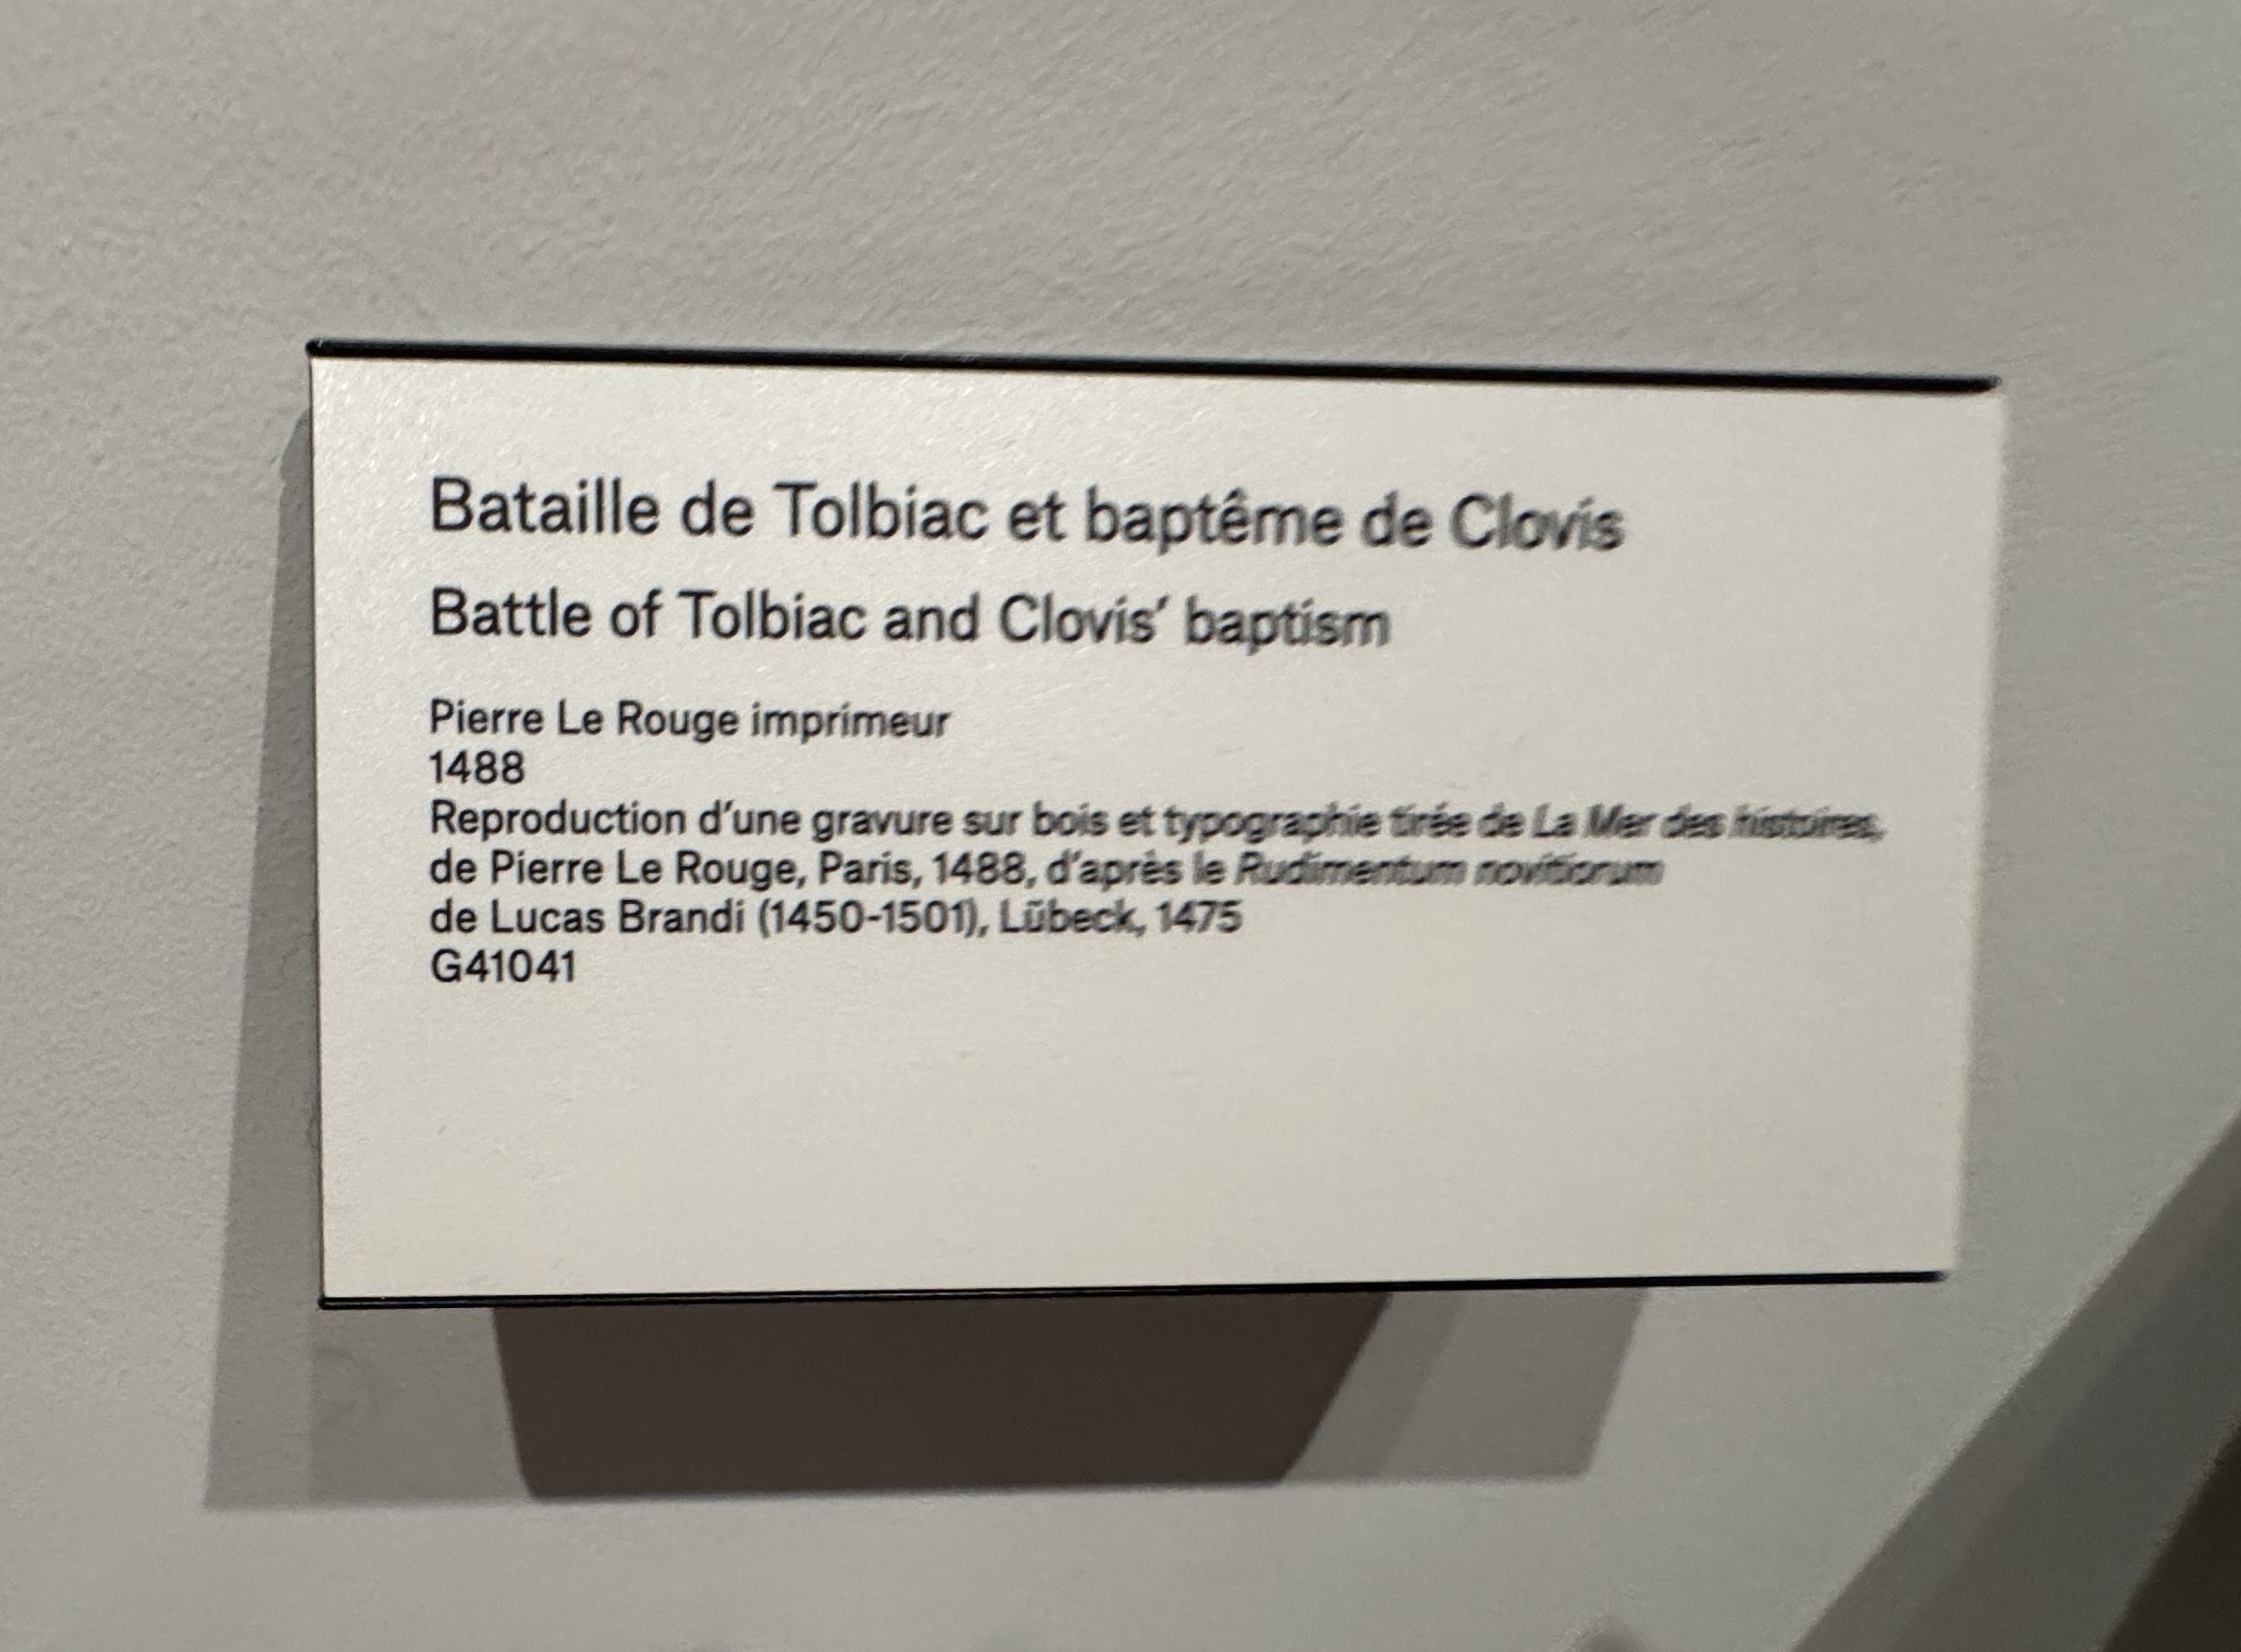 Bataille de Tolbiac et baptême de Clovis
Battle of Tolbiac and Clovis’ baptism
Pierre Le Rouge imprimeur
1488
Reproduction d’une gravure sur bois et typographie tirée de La Mer des histoires,
de Pierre Le Rouge, Paris, 1488, d’après le Rudimentum novitiorum
de Lucas Brandi (1450-1501), Lübeck, 1475
G41041